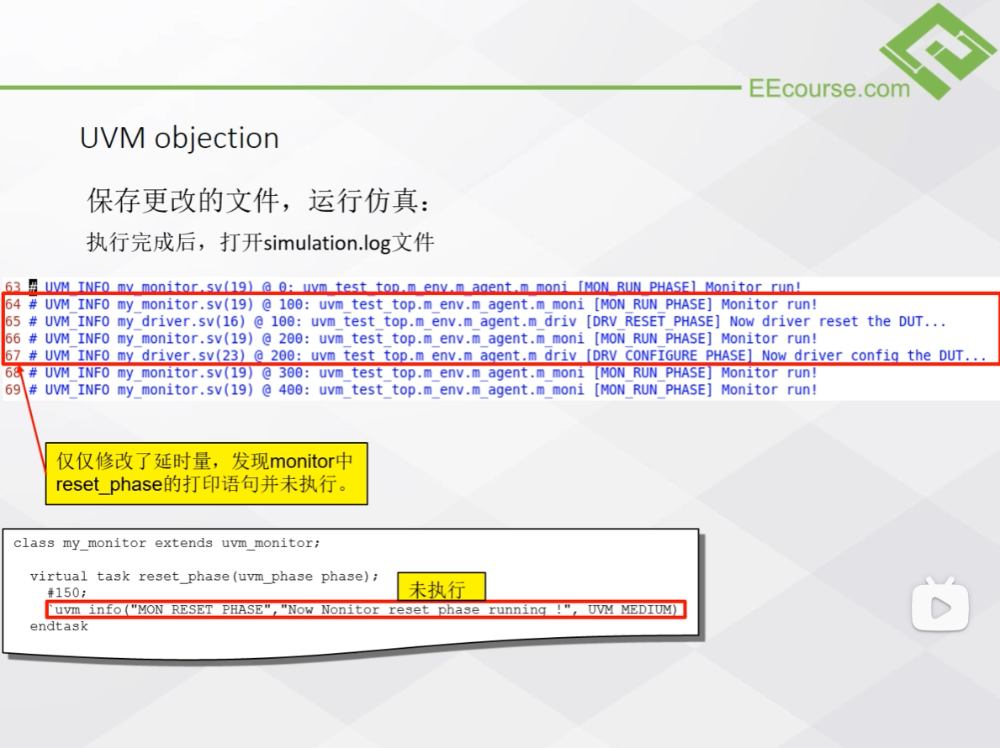 EEcourse.com
UVM objection
保存更改的文件，运行仿真：
执行完成后，打开simulation.log文件
63 # UVM_INFO my_monitor.sv(19) @ 0: uvm_test_top.m_env.m_agent.m_moni [MON_RUN_PHASE] Monitor run!
64 # UVM_INFO my_monitor.sv(19) @ 100: uvm_test_top.m_env.m_agent.m_moni [MON_RUN_PHASE] Monitor run!
65 # UVM_INFO my_driver.sv(16) @ 100: uvm_test_top.m_env.m_agent.m_driv [DRV_RESET_PHASE] Now driver reset the DUT...
66 # UVM_INFO my_monitor.sv(19) @ 200: uvm_test_top.m_env.m_agent.m_moni [MON_RUN_PHASE] Monitor run!
67 # UVM_INFO my_driver.sv(23) @ 200: uvm_test_top.m_env.m_agent.m_driv [DRV_CONFIGURE_PHASE] Now driver config the DUT...
68 # UVM_INFO my_monitor.sv(19) @ 300: uvm_test_top.m_env.m_agent.m_moni [MON_RUN_PHASE] Monitor run!
69 # UVM_INFO my_monitor.sv(19) @ 400: uvm_test_top.m_env.m_agent.m_moni [MON_RUN_PHASE] Monitor run!
仅仅修改了延时量，发现monitor中
reset_phase的打印语句并未执行。
class my_monitor extends uvm_monitor;
virtual task reset_phase(uvm_phase phase);
#150;
未执行
`uvm_info("MON_RESET_PHASE","Now Nonitor reset phase running !", UVM_MEDIUM)
endtask